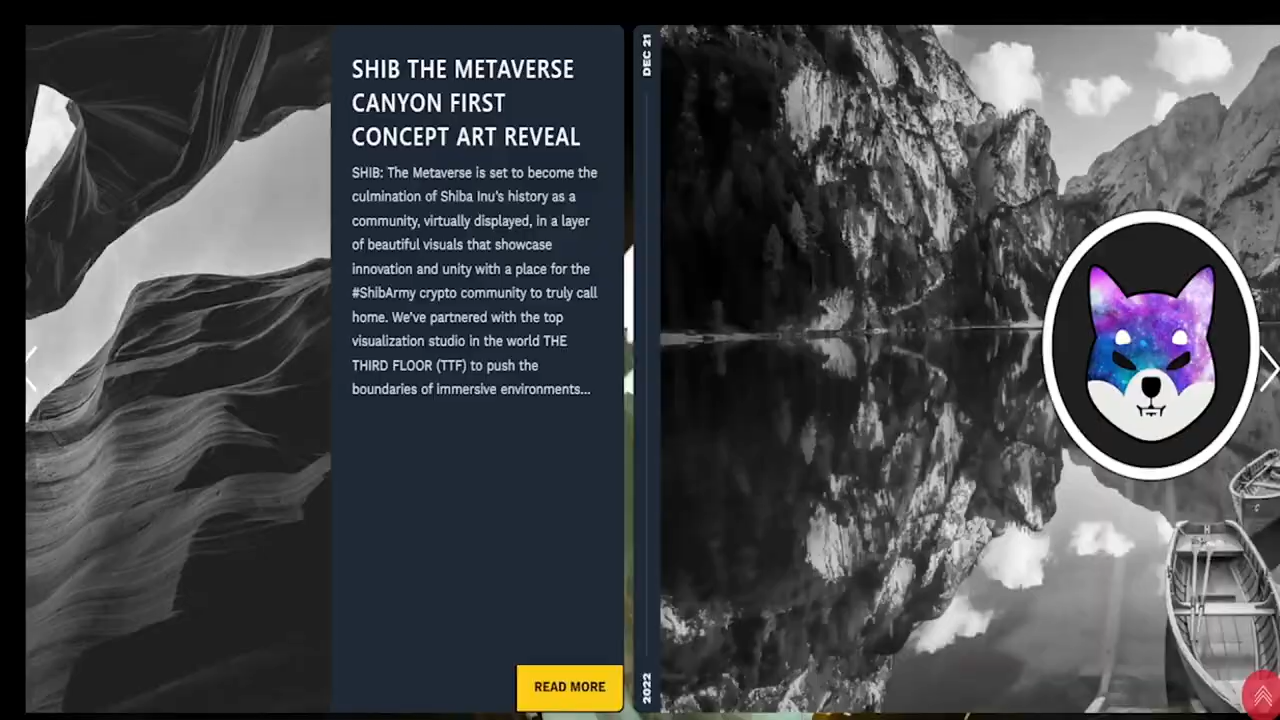 SHIB THE METAVERSE
CANYON FIRST
CONCEPT ART REVEAL
SHIB: The Metaverse is set to become the
culmination of Shiba Inu's history as a
community, virtually displayed, in a layer
of beautiful visuals that showcase
innovation and unity with a place for the
#ShibArmy crypto community to truly call
home. We've partnered with the top
visualization studio in the world THE
THIRD FLOOR (TTF) to push the
boundaries of immersive environments...
READ MORE
DEC 21
2022